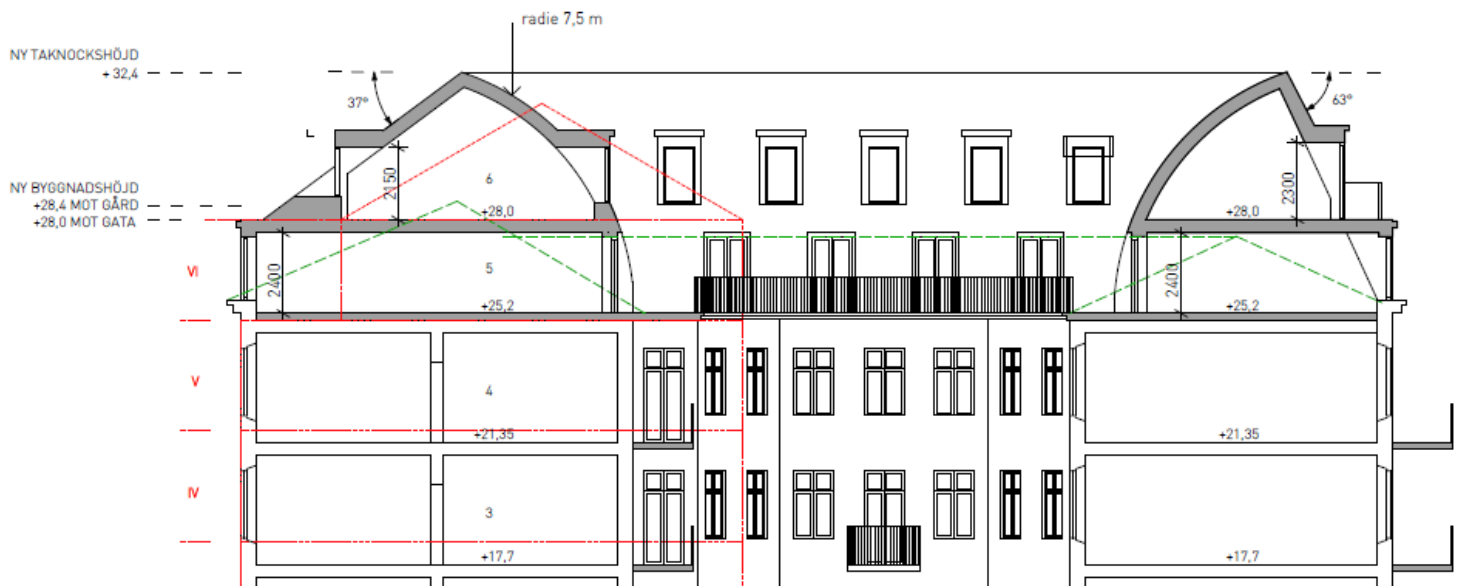 radie 7,5 m
NY TAKNOCKSHÖJD
+ 32,4
37°
63°
NY BYGGNADSHÖJD
+28,4 MOT GÅRD
+28,0 MOT GATA
2150
6
+28,0
+28,0
2300
VI
2400
5
+25,2
2400
+25,2
V
4
+21,35
+21,35
IV
3
+17,7
+17,7